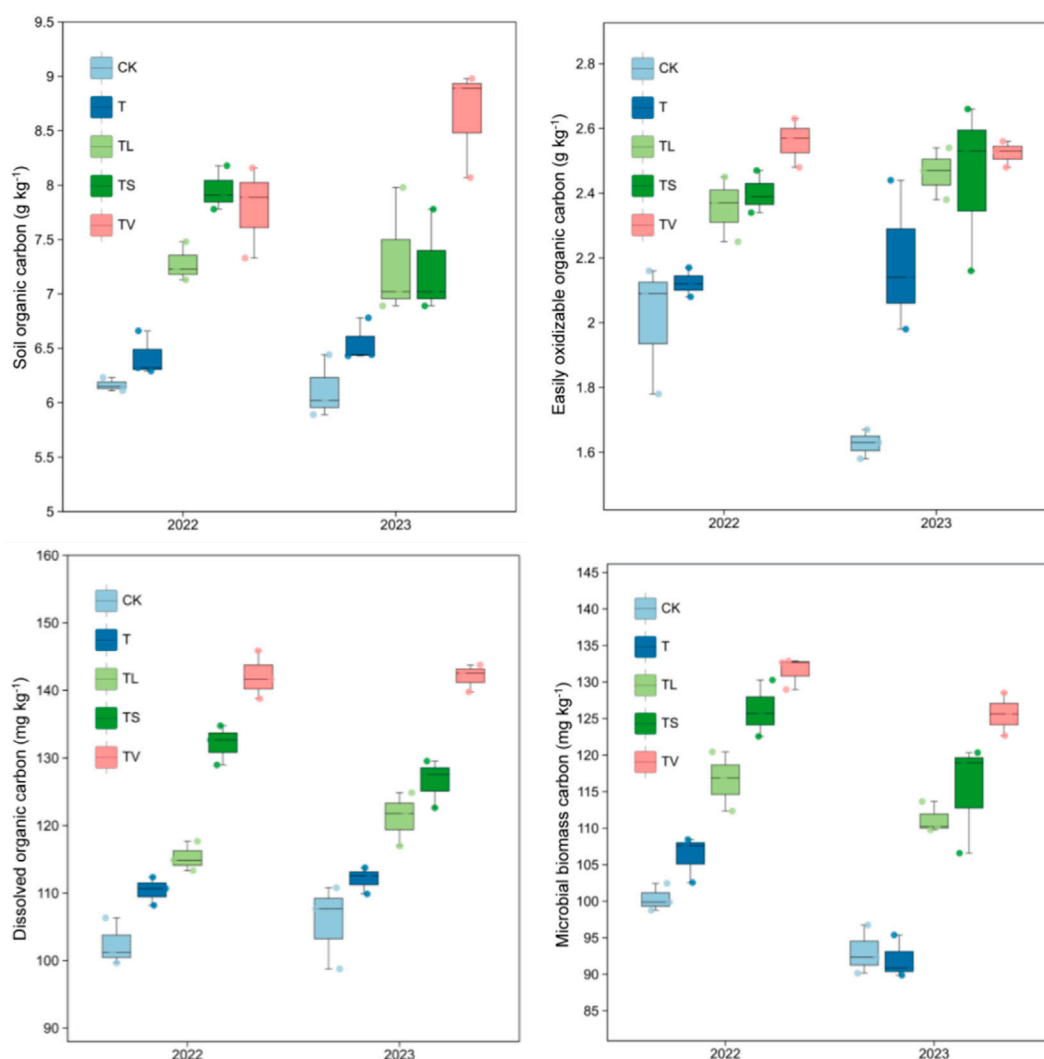 Soil organic carbon (g kg⁻¹)
9.5
9
8.5
8
7.5
7
6.5
6
5.5
5
CK
T
TL
TS
TV
2022
2023
Easily oxidizable organic carbon (g kg⁻¹)
2.8
2.6
2.4
2.2
2
1.8
1.6
CK
T
TL
TS
TV
2022
2023
Dissolved organic carbon (mg kg⁻¹)
160
150
140
130
120
110
100
90
CK
T
TL
TS
TV
2022
2023
Microbial biomass carbon (mg kg⁻¹)
145
140
135
130
125
120
115
110
105
100
95
90
85
CK
T
TL
TS
TV
2022
2023